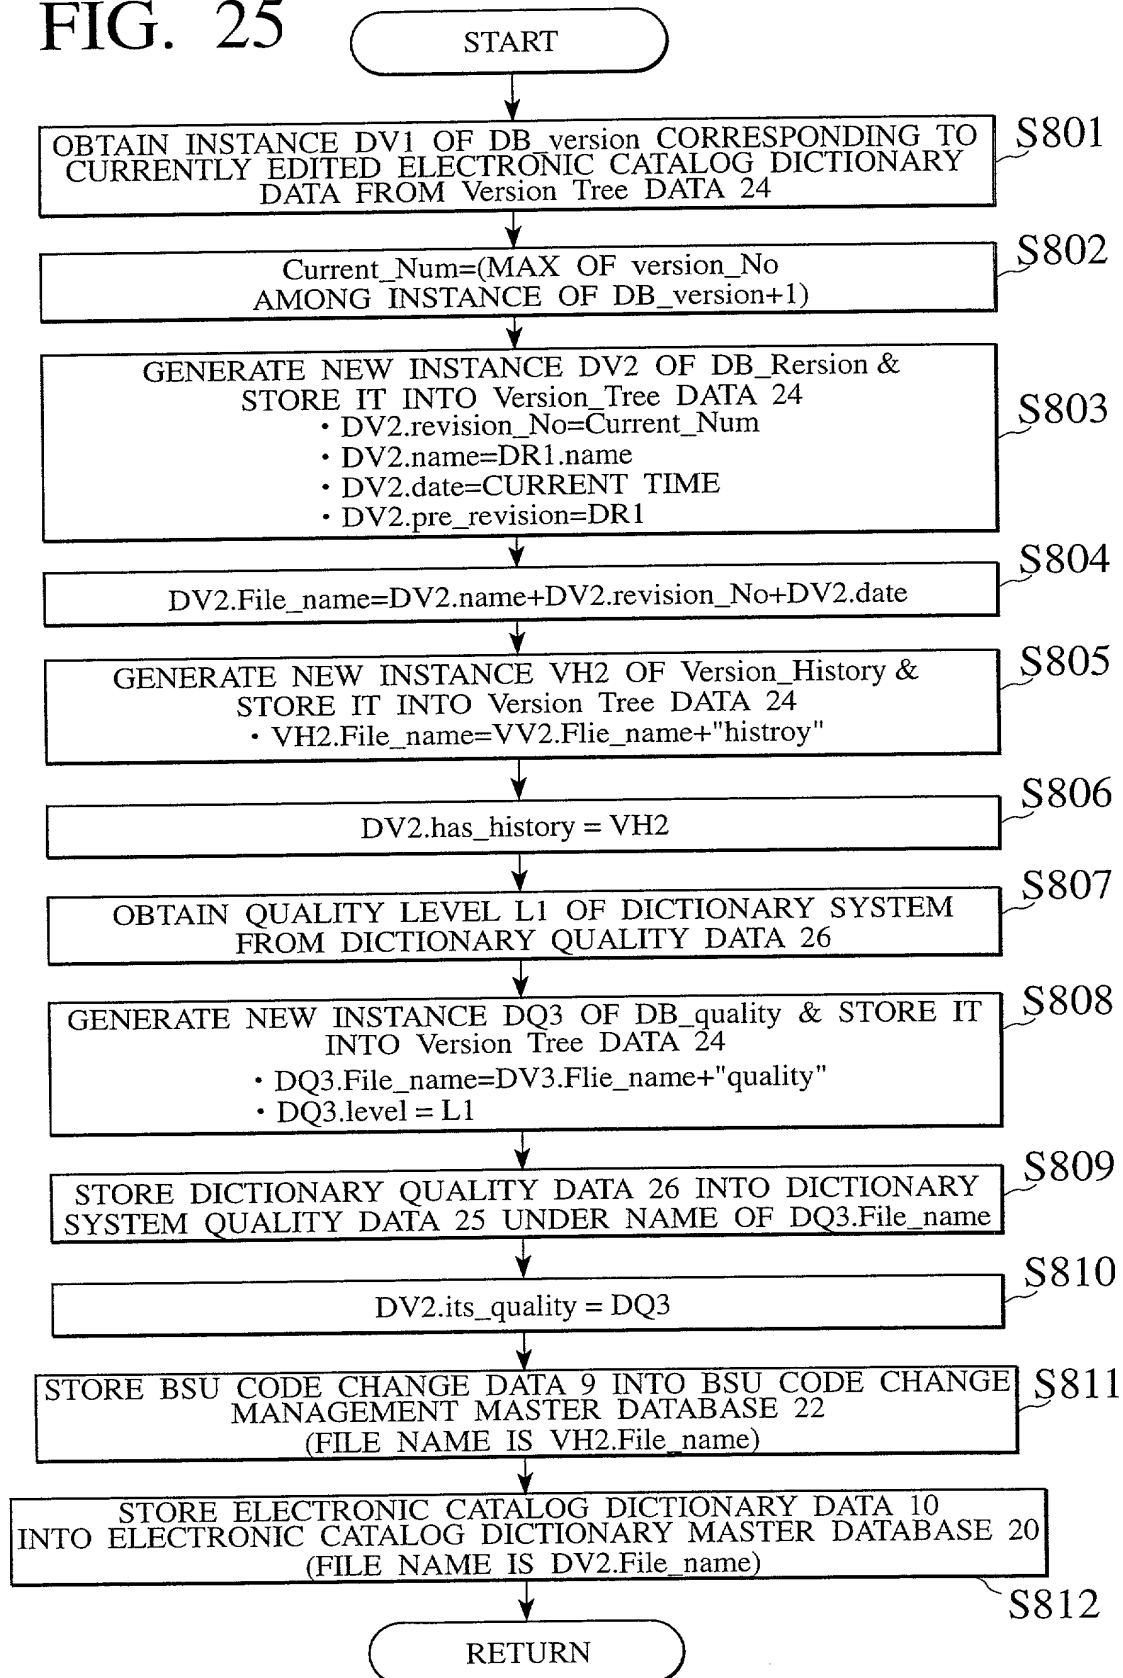 FIG. 25
START
OBTAIN INSTANCE DV1 OF DB_version CORRESPONDING TO
CURRENTLY EDITED ELECTRONIC CATALOG DICTIONARY
DATA FROM Version Tree DATA 24
S801
Current_Num=(MAX OF version_No
AMONG INSTANCE OF DB_version+1)
S802
GENERATE NEW INSTANCE DV2 OF DB_Rersion &
STORE IT INTO Version_Tree DATA 24
· DV2.revision_No=Current_Num
· DV2.name=DR1.name
· DV2.date=CURRENT TIME
· DV2.pre_revision=DR1
S803
DV2.File_name=DV2.name+DV2.revision_No+DV2.date
S804
GENERATE NEW INSTANCE VH2 OF Version_History &
STORE IT INTO Version Tree DATA 24
· VH2.File_name=VV2.Flie_name+"histroy"
S805
DV2.has_history = VH2
S806
OBTAIN QUALITY LEVEL L1 OF DICTIONARY SYSTEM
FROM DICTIONARY QUALITY DATA 26
S807
GENERATE NEW INSTANCE DQ3 OF DB_quality & STORE IT
INTO Version Tree DATA 24
· DQ3.File_name=DV3.Flie_name+"quality"
· DQ3.level = L1
S808
STORE DICTIONARY QUALITY DATA 26 INTO DICTIONARY
SYSTEM QUALITY DATA 25 UNDER NAME OF DQ3.File_name
S809
DV2.its_quality = DQ3
S810
STORE BSU CODE CHANGE DATA 9 INTO BSU CODE CHANGE
MANAGEMENT MASTER DATABASE 22
(FILE NAME IS VH2.File_name)
S811
STORE ELECTRONIC CATALOG DICTIONARY DATA 10
INTO ELECTRONIC CATALOG DICTIONARY MASTER DATABASE 20
(FILE NAME IS DV2.File_name)
S812
RETURN